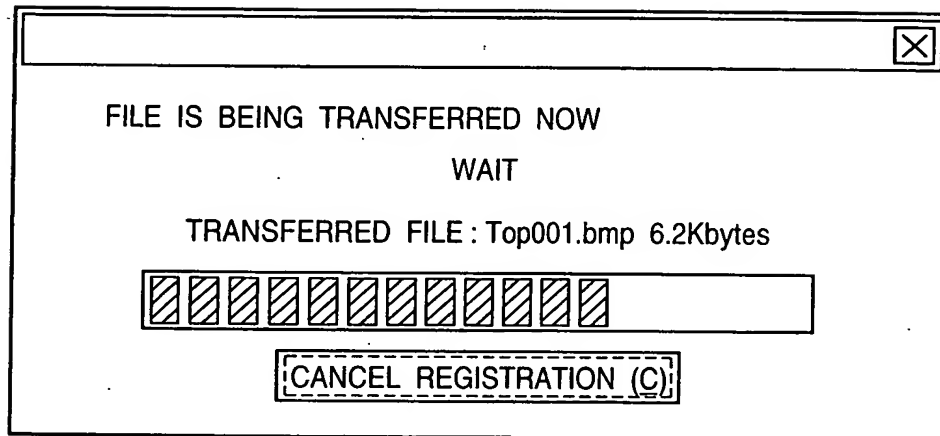 FILE IS BEING TRANSFERRED NOW
WAIT
TRANSFERRED FILE : Top001.bmp 6.2Kbytes
CANCEL REGISTRATION (C)